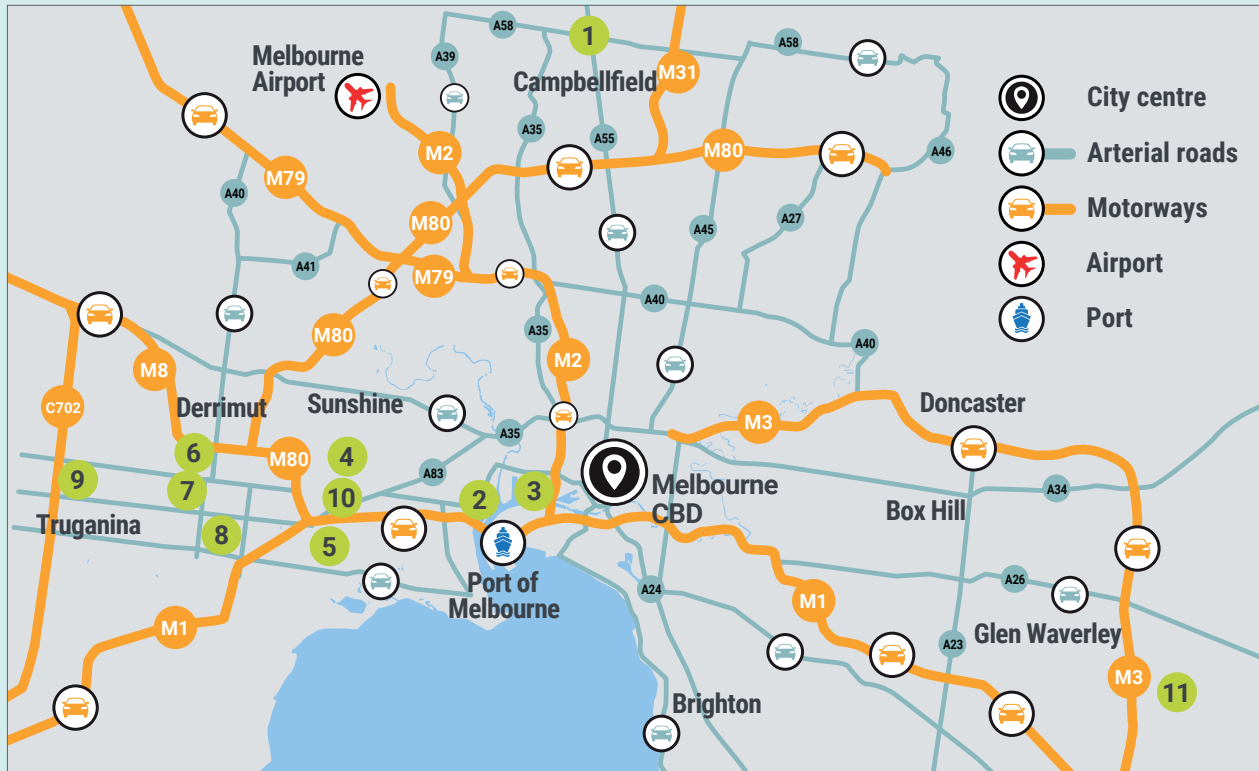 A58
1
A39
A58
Melbourne
Airport
Campbellfield
M31
City centre
A35
A55
M2
M80
A46
Arterial roads
M79
A40
M80
A27
A45
Motorways
A41
M79
Airport
A40
Port
M80
A35
M2
A40
M8
C702
Derrimut
Sunshine
M3
Doncaster
A35
6
M80
4
A83
9
7
10
2
3
Melbourne
CBD
A34
Box Hill
Truganina
8
5
Port of
Melbourne
A24
A26
M1
M1
Glen Waverley
A23
M3
11
Brighton